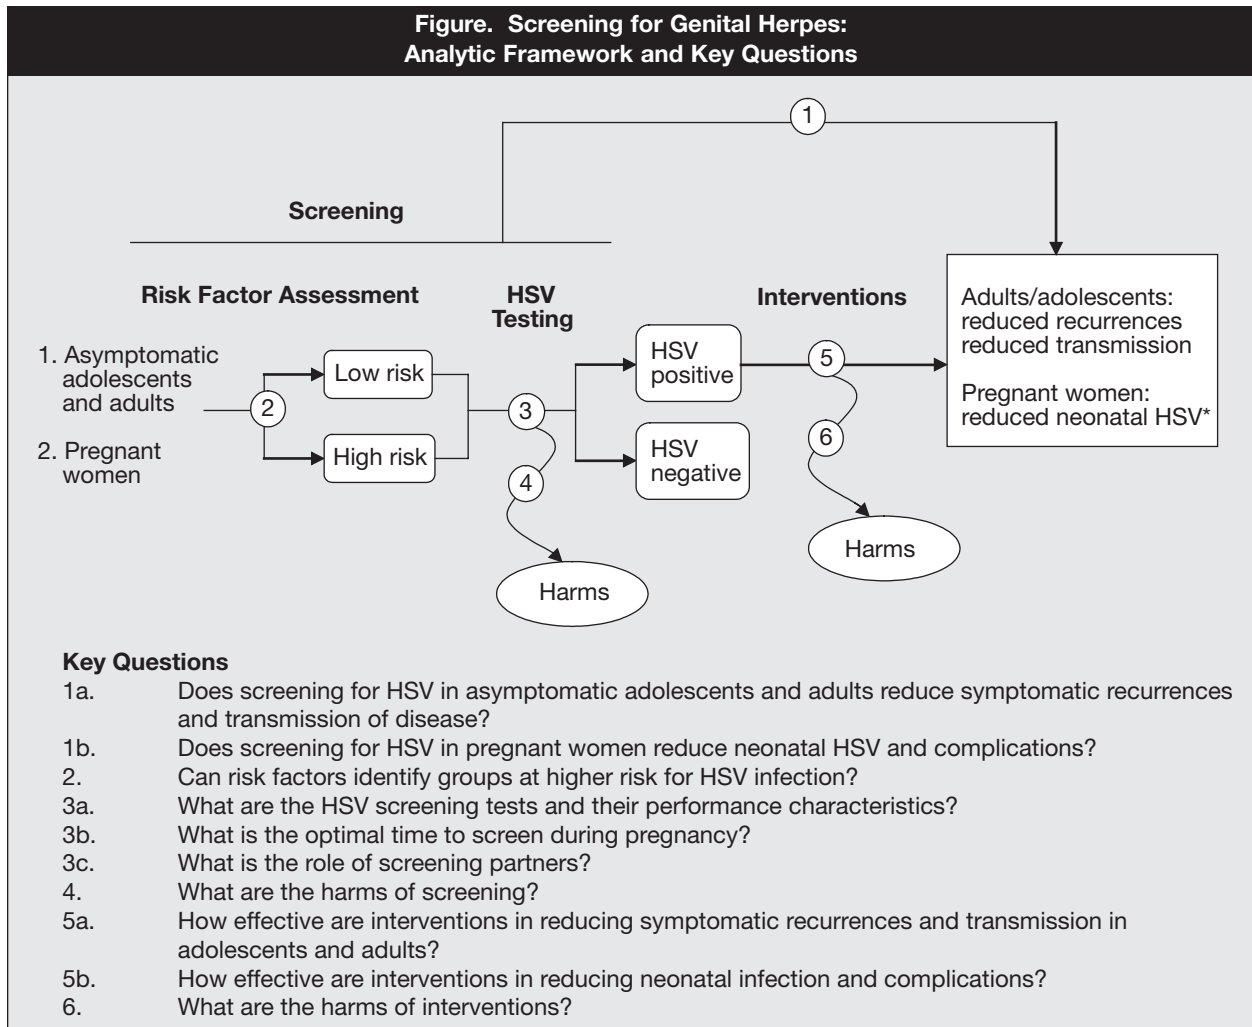 Figure. Screening for Genital Herpes:
Analytic Framework and Key Questions
1
Screening
Risk Factor Assessment
HSV
Testing
Interventions
1. Asymptomatic
adolescents
and adults
2. Pregnant
women
2
Low risk
High risk
3
4
Harms
HSV
positive
HSV
negative
5
6
Harms
Adults/adolescents:
reduced recurrences
reduced transmission
Pregnant women:
reduced neonatal HSV*
Key Questions
1a. Does screening for HSV in asymptomatic adolescents and adults reduce symptomatic recurrences
and transmission of disease?
1b. Does screening for HSV in pregnant women reduce neonatal HSV and complications?
2. Can risk factors identify groups at higher risk for HSV infection?
3a. What are the HSV screening tests and their performance characteristics?
3b. What is the optimal time to screen during pregnancy?
3c. What is the role of screening partners?
4. What are the harms of screening?
5a. How effective are interventions in reducing symptomatic recurrences and transmission in
adolescents and adults?
5b. How effective are interventions in reducing neonatal infection and complications?
6. What are the harms of interventions?